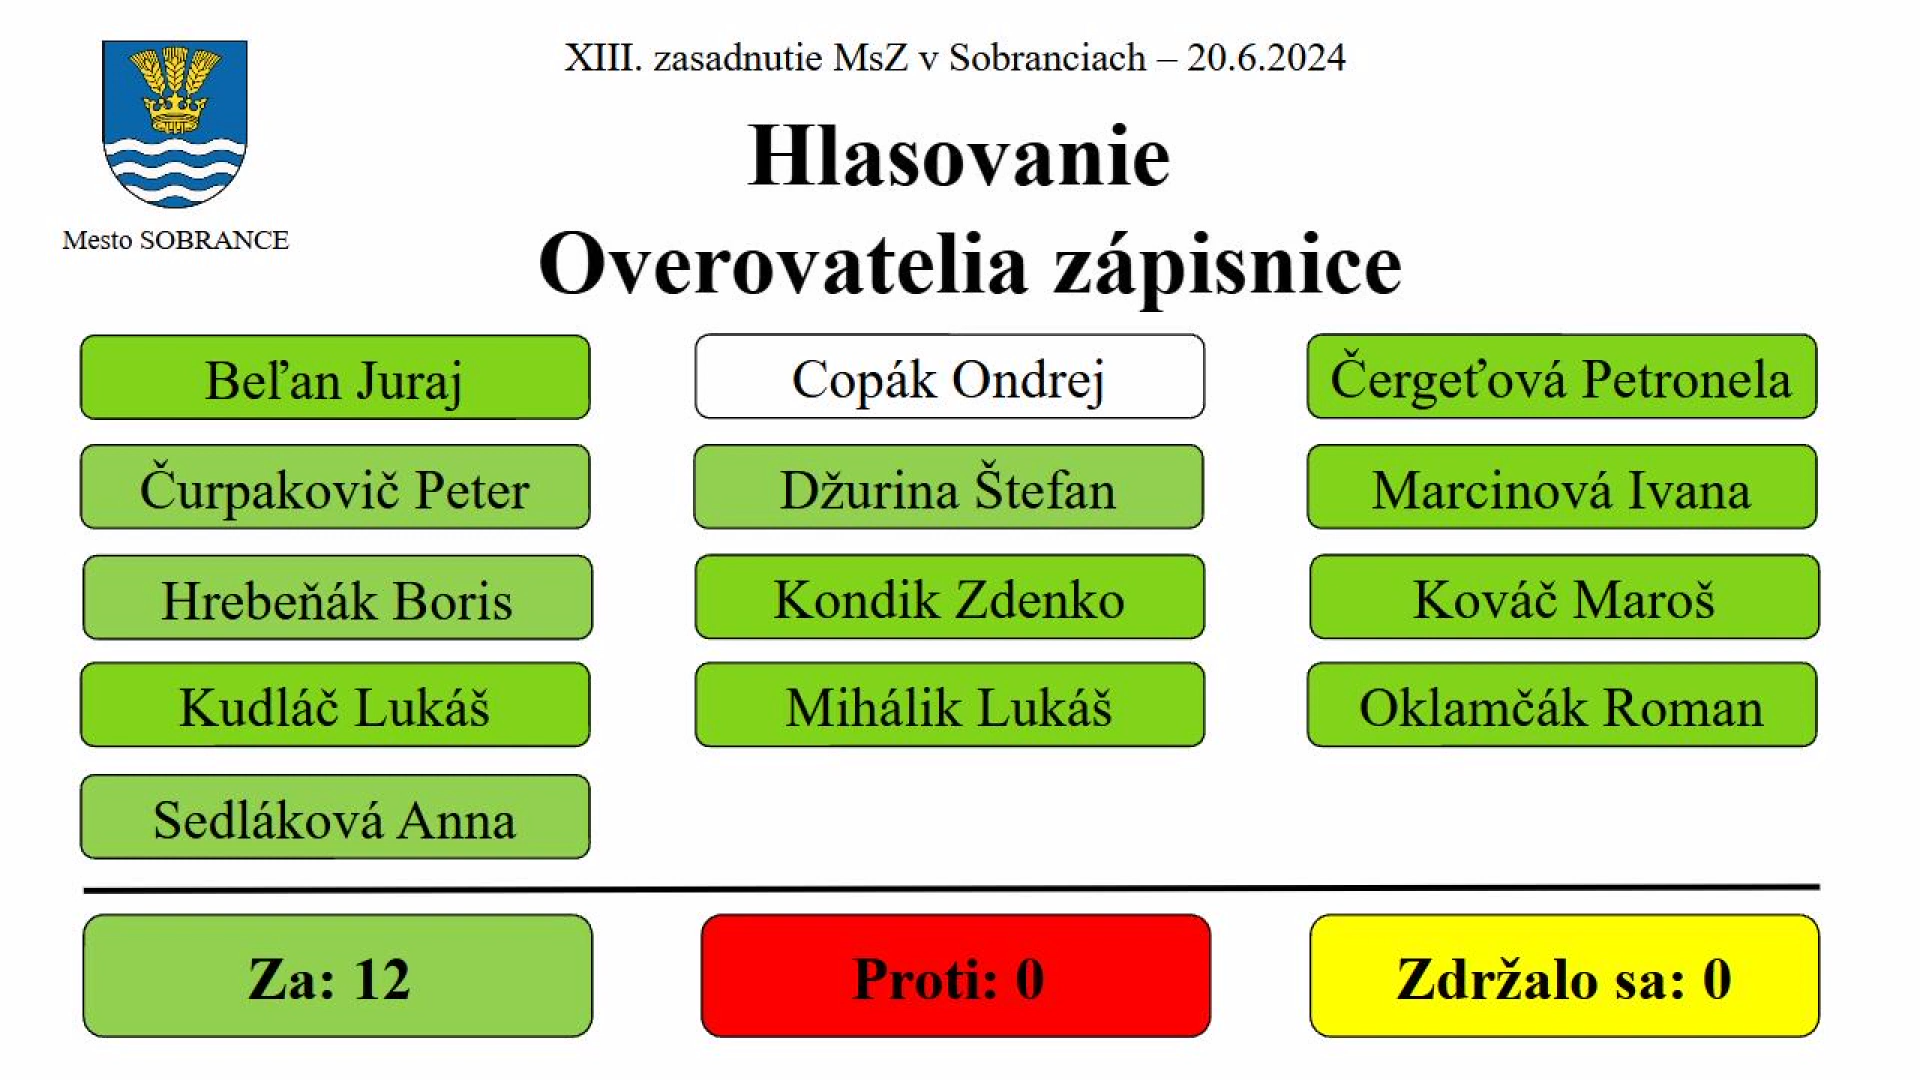 XIII. zasadnutie MsZ v Sobranciach – 20.6.2024
Hlasovanie
Overovatelia zápisnice
Mesto SOBRANCE
Beľan Juraj
Copák Ondrej
Čergeťová Petronela
Čurpakovič Peter
Džurina Štefan
Marcinová Ivana
Hrebeňák Boris
Kondik Zdenko
Kováč Maroš
Kudláč Lukáš
Mihálik Lukáš
Oklamčák Roman
Sedláková Anna
Za: 12
Proti: 0
Zdržalo sa: 0